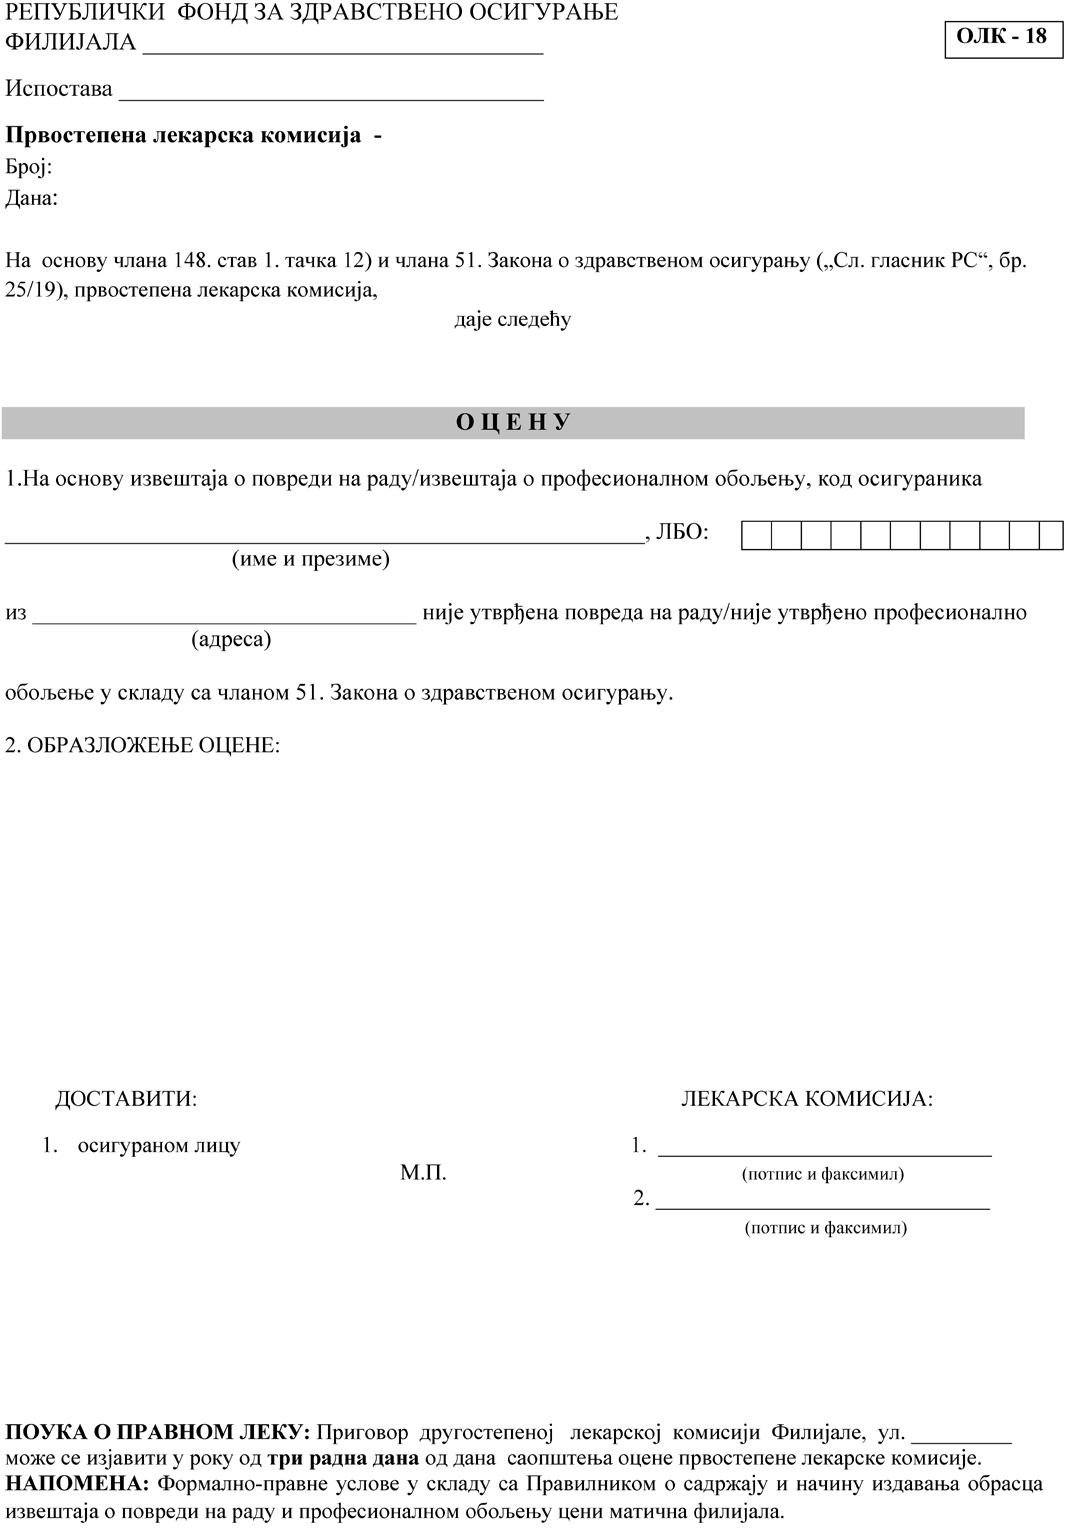 РЕПУБЛИЧКИ ФОНД ЗА ЗДРАВСТВЕНО ОСИГУРАЊЕ
ФИЛИЈАЛА ____________________
ОЛК - 18
Испостава ____________________
Првостепена лекарска комисија -
Број:
Дана:
На основу члана 148. став 1. тачка 12) и члана 51. Закона о здравственом осигурању („Сл. гласник РС“, бр.
25/19), првостепена лекарска комисија,
даје следећу
О Ц Е Н У
1.На основу извештаја о повреди на раду/извештаја о професионалном обољењу, код осигураника
____________________, ЛБО:
(име и презиме)
из ____________________ није утврђена повреда на раду/није утврђено професионално
(адреса)
обољење у складу са чланом 51. Закона о здравственом осигурању.
2. ОБРАЗЛОЖЕЊЕ ОЦЕНЕ:
ДОСТАВИТИ:
1. осигураном лицу
М.П.
ЛЕКАРСКА КОМИСИЈА:
1. ____________________
(потпис и факсимил)
2. ____________________
(потпис и факсимил)
ПОУКА О ПРАВНОМ ЛЕКУ: Приговор другостепеној лекарској комисији Филијале, ул. _________
може се изјавити у року од три радна дана од дана саопштења оцене првостепене лекарске комисије.
НАПОМЕНА: Формално-правне услове у складу са Правилником о садржају и начину издавања обрасца
извештаја о повреди на раду и професионалном обољењу цени матична филијала.